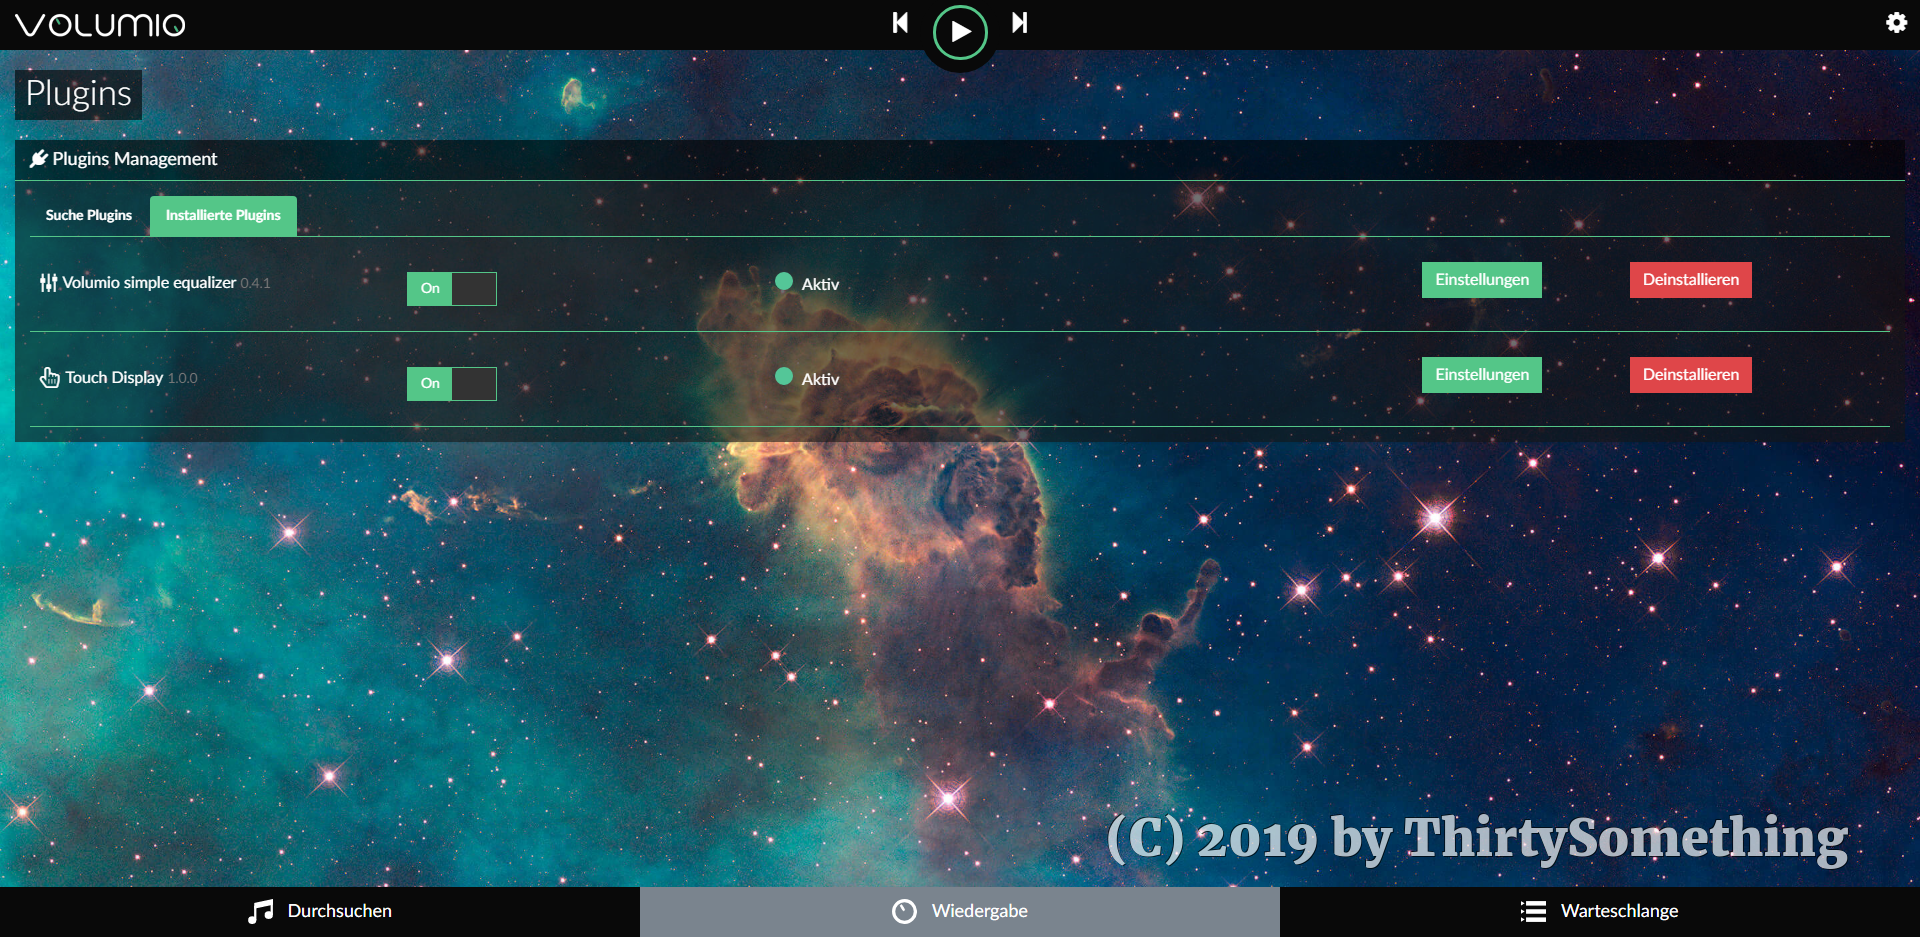 VOLUMIO
Plugins
Plugins Management
Suche Plugins Installierte Plugins
Volumio simple equalizer 0.4.1 On Aktiv Einstellungen Deinstallieren
Touch Display 1.0.0 On Aktiv Einstellungen Deinstallieren
(C) 2019 by ThirtySomething
Durchsuchen Wiedergabe Warteschlange